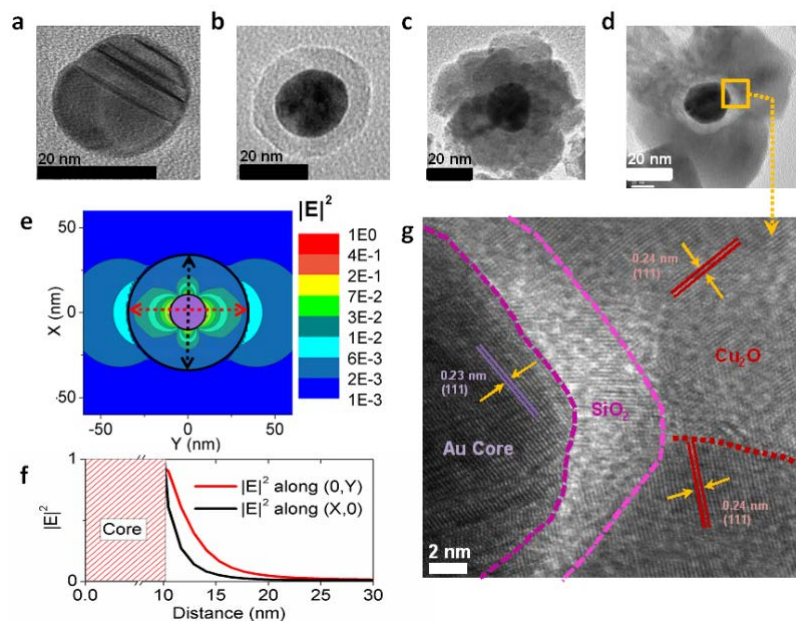 a
b
c
d
20 nm
20 nm
20 nm
20 nm
e
|E|²
50
0
-50
X (nm)
-50
0
50
Y (nm)
1E0
4E-1
2E-1
7E-2
3E-2
1E-2
6E-3
2E-3
1E-3
g
0.24 nm
(111)
Cu₂O
0.23 nm
(111)
SiO₂
Au Core
0.24 nm
(111)
2 nm
f
1
0
|E|²
Core
|E|² along (0,Y)
|E|² along (X,0)
0.0
10
15
20
25
30
Distance (nm)